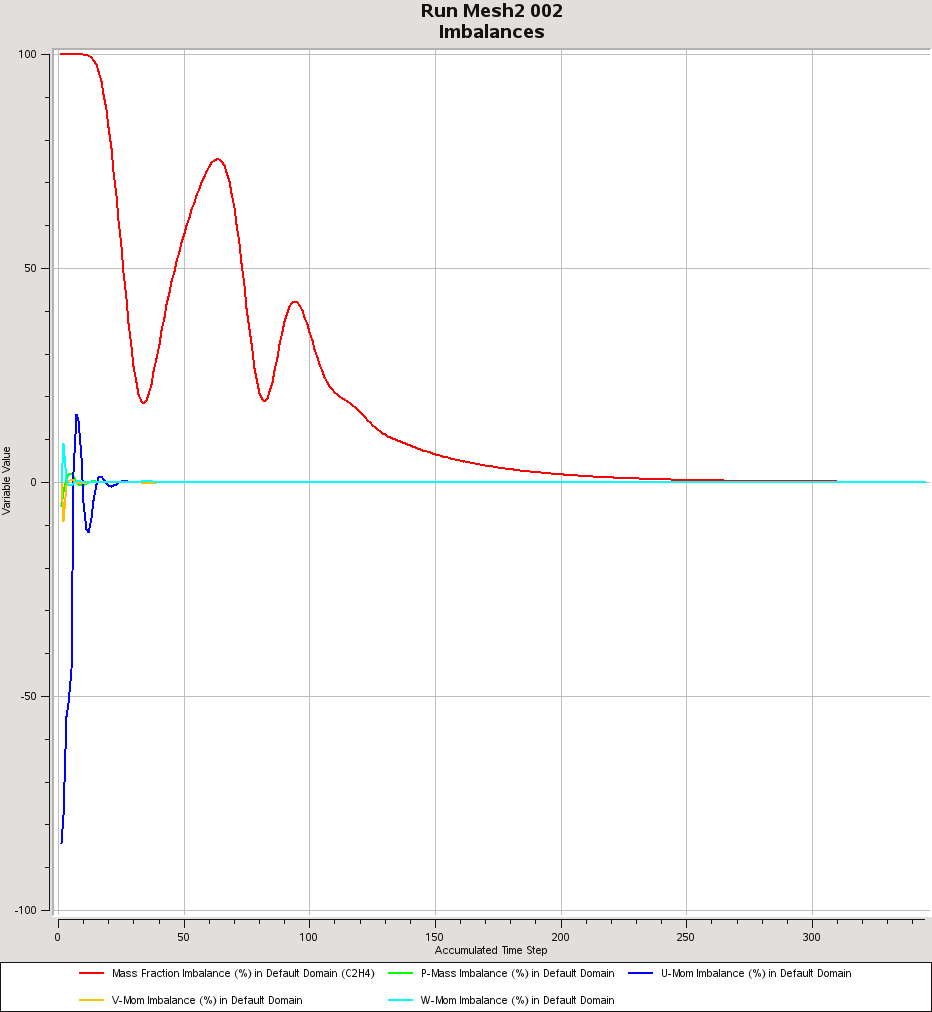 Run Mesh2 002
Imbalances
100
50
0
-50
-100
Variable Value
0 50 100 150 200 250 300
Accumulated Time Step
Mass Fraction Imbalance (%) in Default Domain (C2H4) P-Mass Imbalance (%) in Default Domain U-Mom Imbalance (%) in Default Domain
V-Mom Imbalance (%) in Default Domain W-Mom Imbalance (%) in Default Domain